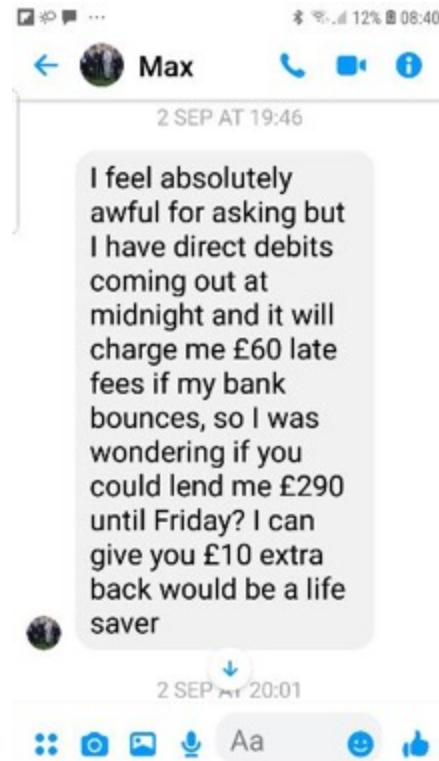 12% 08:40
Max
2 SEP AT 19:46
I feel absolutely
awful for asking but
I have direct debits
coming out at
midnight and it will
charge me £60 late
fees if my bank
bounces, so I was
wondering if you
could lend me £290
until Friday? I can
give you £10 extra
back would be a life
saver
2 SEP AT 20:01
Aa